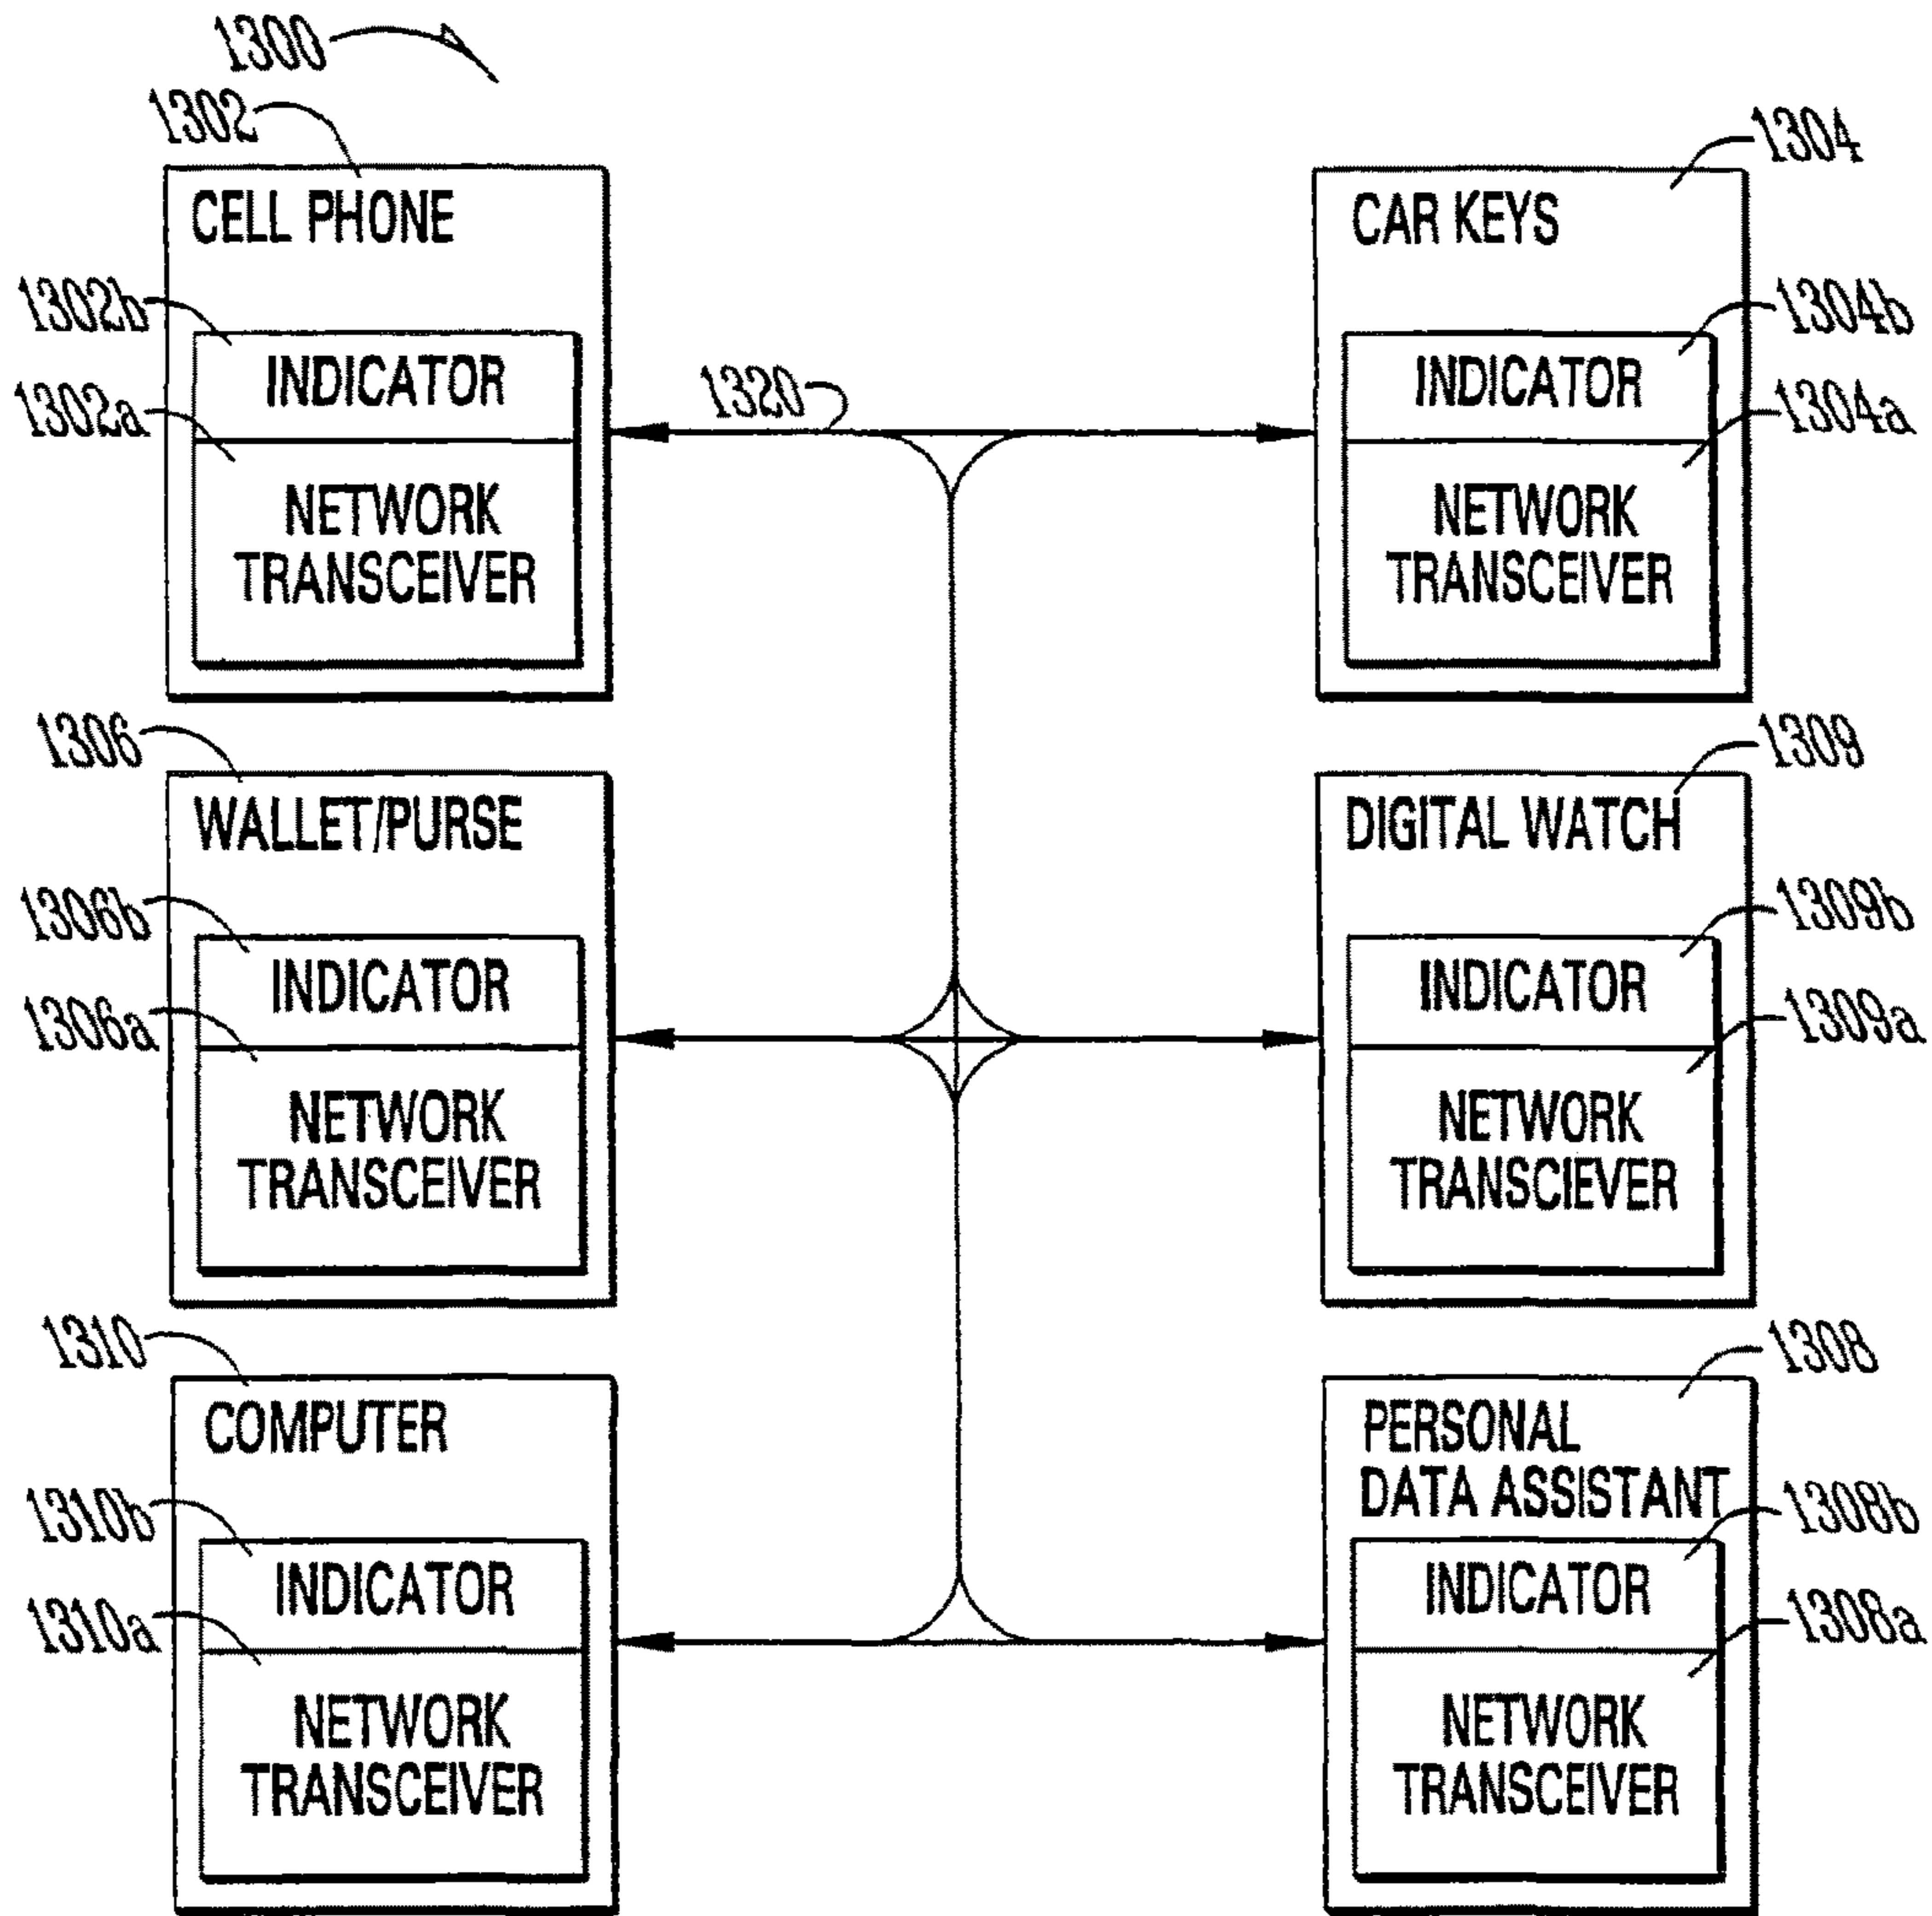 1300
1302
CELL PHONE
1302b
INDICATOR
1302a
NETWORK
TRANSCEIVER
1320
1304
CAR KEYS
1304b
INDICATOR
1304a
NETWORK
TRANSCEIVER
1306
WALLET/PURSE
1306b
INDICATOR
1306a
NETWORK
TRANSCEIVER
1309
DIGITAL WATCH
1309b
INDICATOR
1309a
NETWORK
TRANSCIEVER
1310
COMPUTER
1310b
INDICATOR
1310a
NETWORK
TRANSCEIVER
1308
PERSONAL
DATA ASSISTANT
1308b
INDICATOR
1308a
NETWORK
TRANSCEIVER